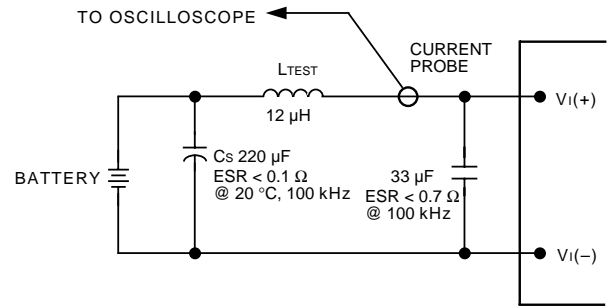 TO OSCILLOSCOPE
CURRENT
PROBE
LTEST
12 µH
VI(+)
CS 220 µF
ESR < 0.1 Ω
@ 20 °C, 100 kHz
33 µF
ESR < 0.7 Ω
@ 100 kHz
BATTERY
VI(–)